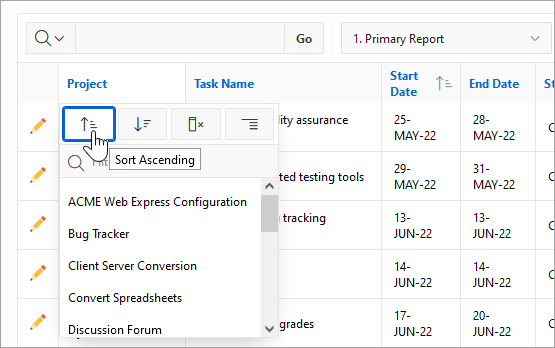 Go
1. Primary Report
Project
Task Name
Start
Date
End Date
lity assurance
25-
MAY-22
28-
MAY-22
Sort Ascending
ted testing tools
29-
MAY-22
31-
MAY-22
ACME Web Express Configuration
tracking
13-
JUN-22
13-
JUN-22
Bug Tracker
Client Server Conversion
14-
JUN-22
14-
JUN-22
Convert Spreadsheets
Discussion Forum
grades
17-
JUN-22
20-
JUN-22